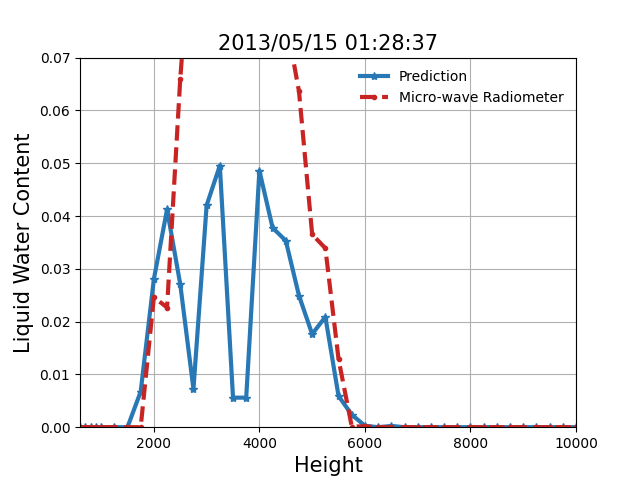 2013/05/15 01:28:37
Prediction
Micro-wave Radiometer
Liquid Water Content
0.07
0.06
0.05
0.04
0.03
0.02
0.01
0.00
2000 4000 6000 8000 10000
Height